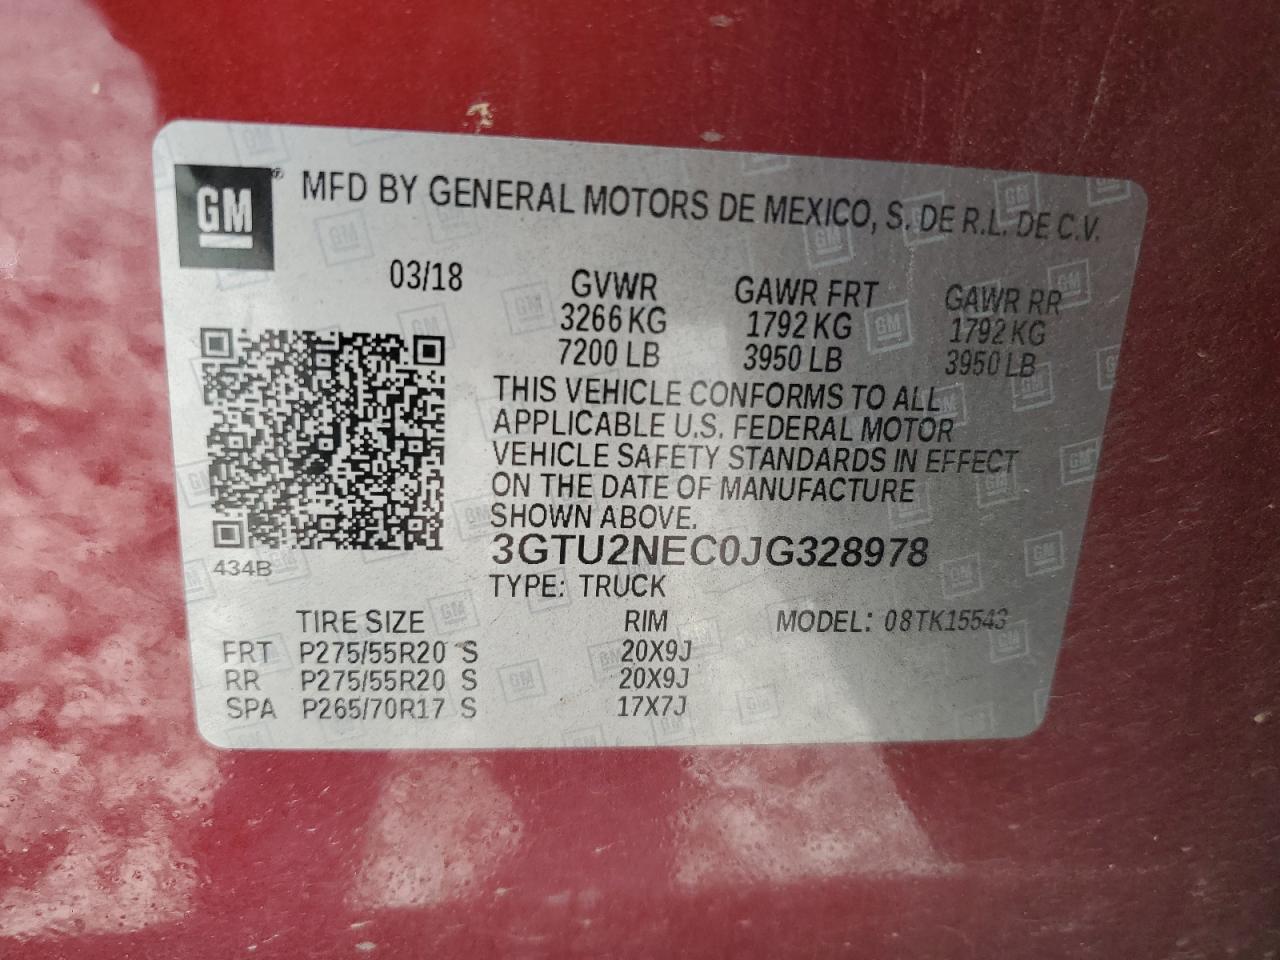 GM® MFD BY GENERAL MOTORS DE MEXICO, S. DE R.L. DE C.V.
03/18 GVWR GAWR FRT GAWR RR
3266 KG 1792 KG 1792 KG
7200 LB 3950 LB 3950 LB
THIS VEHICLE CONFORMS TO ALL
APPLICABLE U.S. FEDERAL MOTOR
VEHICLE SAFETY STANDARDS IN EFFECT
ON THE DATE OF MANUFACTURE
SHOWN ABOVE.
3GTU2NEC0JG328978
434B
TYPE: TRUCK
TIRE SIZE RIM MODEL: 08TK15543
FRT P275/55R20 S 20X9J
RR P275/55R20 S 20X9J
SPA P265/70R17 S 17X7J